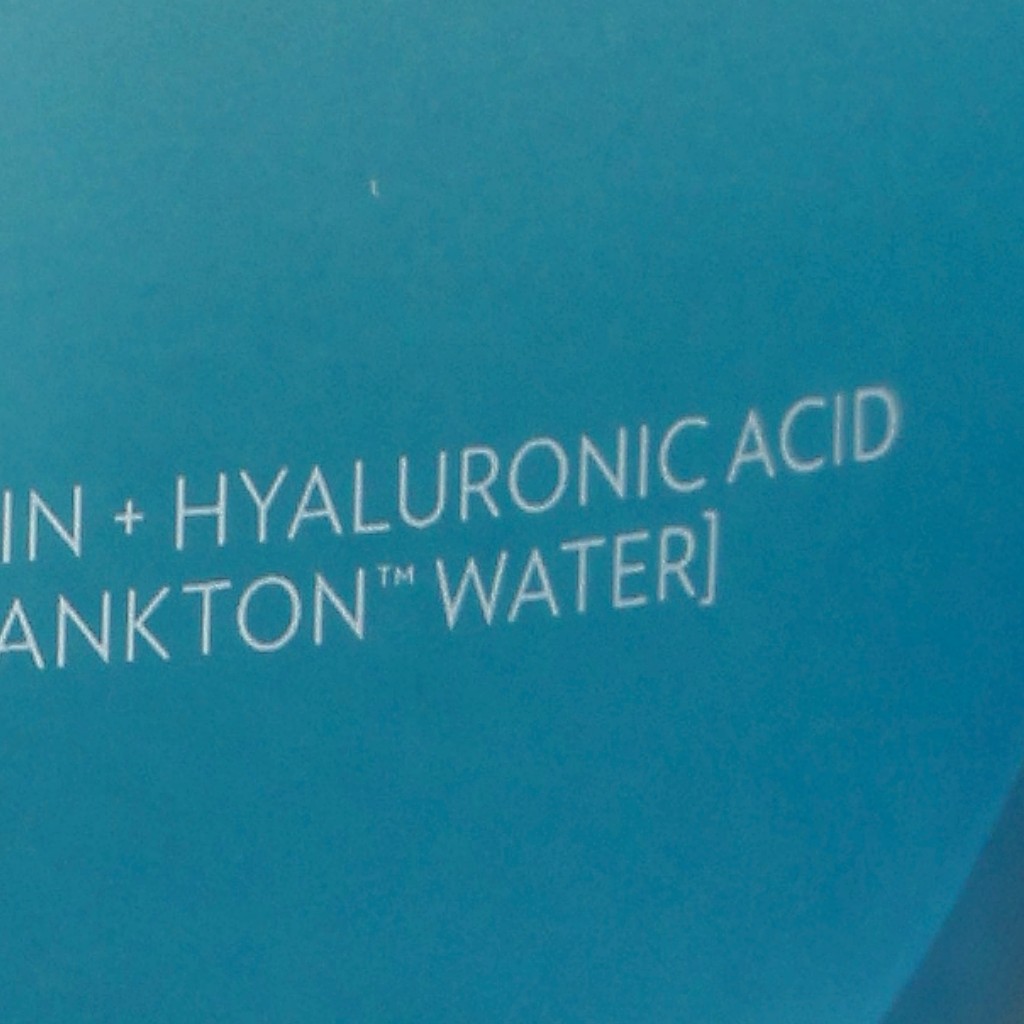 IN + HYALURONIC ACID
ANKTON™ WATER]